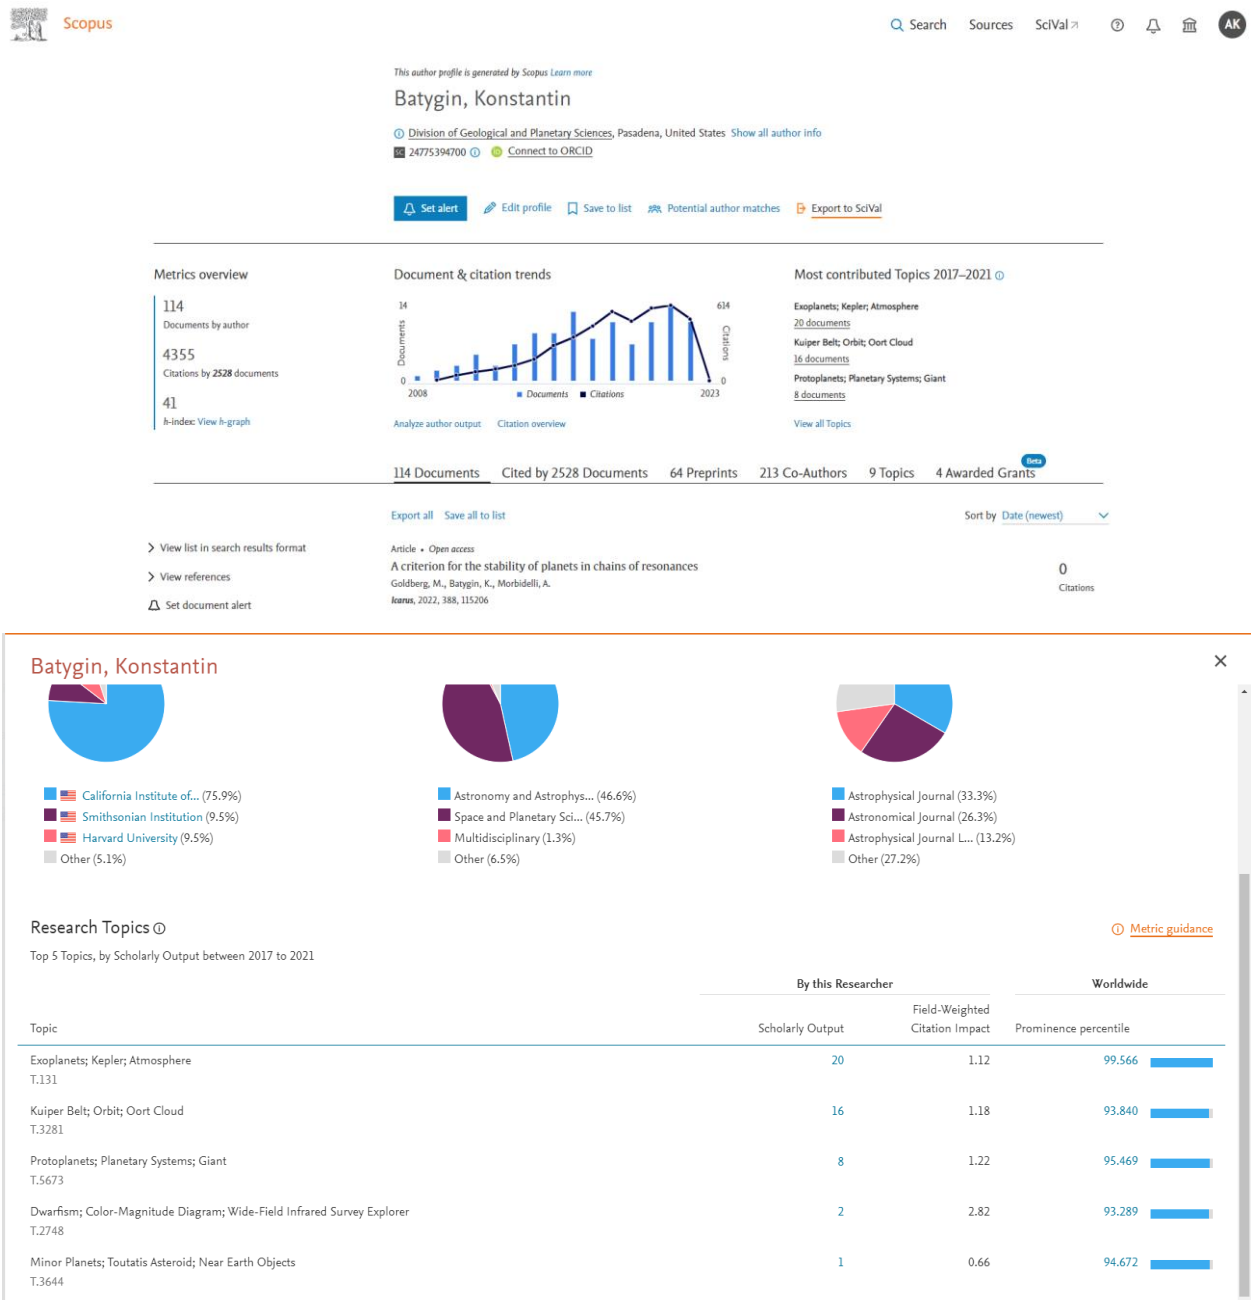 Scopus
Search Sources SciVal AK
This author profile is generated by Scopus Learn more
Batygin, Konstantin
Division of Geological and Planetary Sciences, Pasadena, United States Show all author info
SC 24775394700 Connect to ORCID
Set alert Edit profile Save to list Potential author matches Export to SciVal
Metrics overview
114
Documents by author
4355
Citations by 2528 documents
41
h-index: View h-graph
Document & citation trends
14
Documents
0
614
Citations
0
2008
Documents Citations
2023
Analyze author output Citation overview
Most contributed Topics 2017–2021
Exoplanets; Kepler; Atmosphere
20 documents
Kuiper Belt; Orbit; Oort Cloud
16 documents
Protoplanets; Planetary Systems; Giant
8 documents
View all Topics
Beta
114 Documents Cited by 2528 Documents 64 Preprints 213 Co-Authors 9 Topics 4 Awarded Grants
Export all Save all to list
Sort by Date (newest)
View list in search results format
View references
Set document alert
Article • Open access
A criterion for the stability of planets in chains of resonances
Goldberg, M., Batygin, K., Morbidelli, A.
Icarus, 2022, 388, 115206
0
Citations
Batygin, Konstantin
California Institute of... (75.9%)
Smithsonian Institution (9.5%)
Harvard University (9.5%)
Other (5.1%)
Astronomy and Astrophys... (46.6%)
Space and Planetary Sci... (45.7%)
Multidisciplinary (1.3%)
Other (6.5%)
Astrophysical Journal (33.3%)
Astronomical Journal (26.3%)
Astrophysical Journal L... (13.2%)
Other (27.2%)
Research Topics
Metric guidance
Top 5 Topics, by Scholarly Output between 2017 to 2021
By this Researcher Worldwide
Topic Scholarly Output Field-Weighted Citation Impact Prominence percentile
Exoplanets; Kepler; Atmosphere 20 1.12 99.566
T.131
Kuiper Belt; Orbit; Oort Cloud 16 1.18 93.840
T.3281
Protoplanets; Planetary Systems; Giant 8 1.22 95.469
T.5673
Dwarfism; Color-Magnitude Diagram; Wide-Field Infrared Survey Explorer 2 2.82 93.289
T.2748
Minor Planets; Toutatis Asteroid; Near Earth Objects 1 0.66 94.672
T.3644